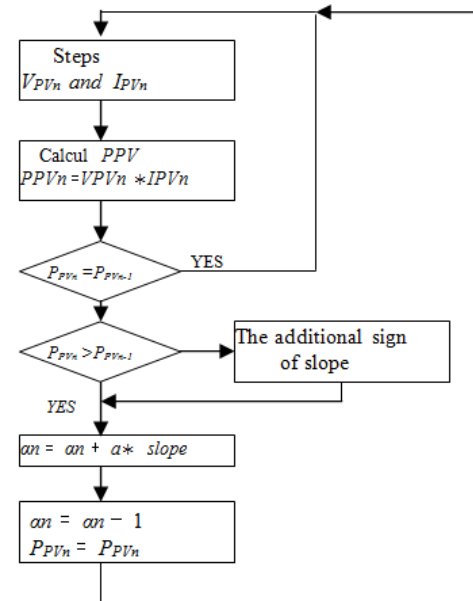 Steps
VPVn and IPVn
Calcul PPV
PPVn=VPVn *IPVn
PPVn=PPVn-1
YES
PPVn>PPVn-1
The additional sign
of slope
YES
αn = αn + a* slope
αn = αn − 1
PPVn = PPVn